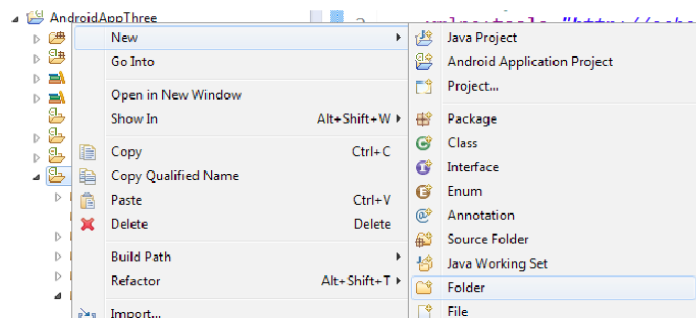 AndroidAppThree
New
Go Into
Open in New Window
Show In Alt+Shift+W
Copy Ctrl+C
Copy Qualified Name
Paste Ctrl+V
Delete Delete
Build Path
Refactor Alt+Shift+T
Import...
Java Project
Android Application Project
Project...
Package
Class
Interface
Enum
Annotation
Source Folder
Java Working Set
Folder
File